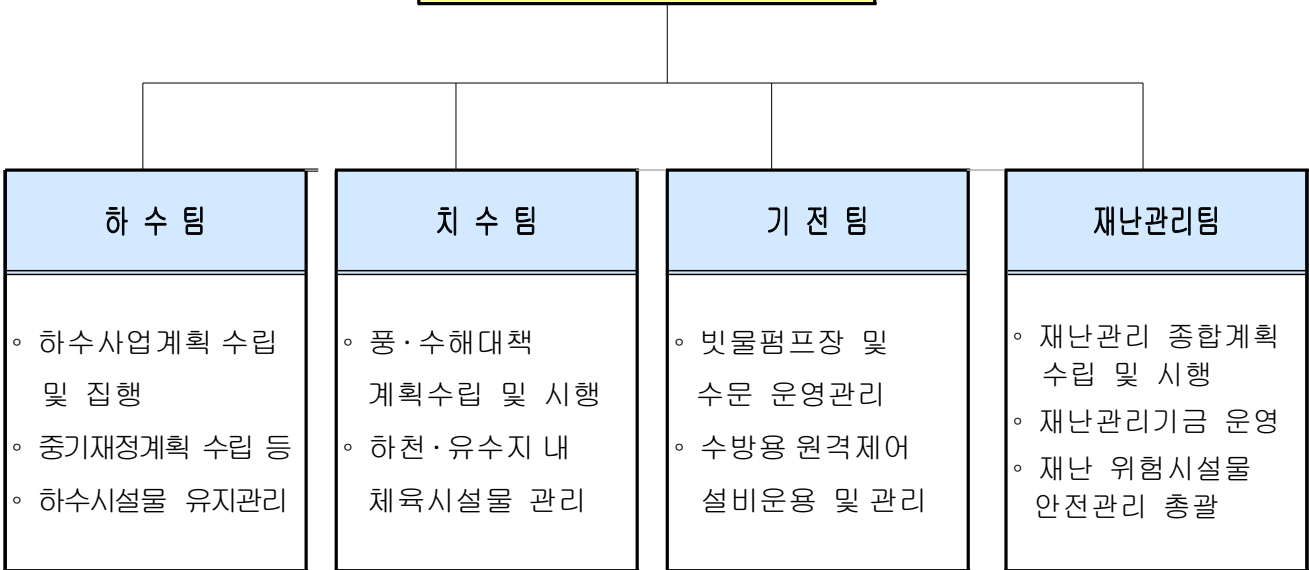 하 수 팀
◦ 하수사업계획 수립
및 집행
◦ 중기재정계획 수립 등
◦ 하수시설물 유지관리
치 수 팀
◦ 풍·수해대책
계획수립 및 시행
◦ 하천·유수지 내
체육시설물 관리
기 전 팀
◦ 빗물펌프장 및
수문 운영관리
◦ 수방용 원격제어
설비운용 및 관리
재난관리팀
◦ 재난관리 종합계획
수립 및 시행
◦ 재난관리기금 운영
◦ 재난 위험시설물
안전관리 총괄